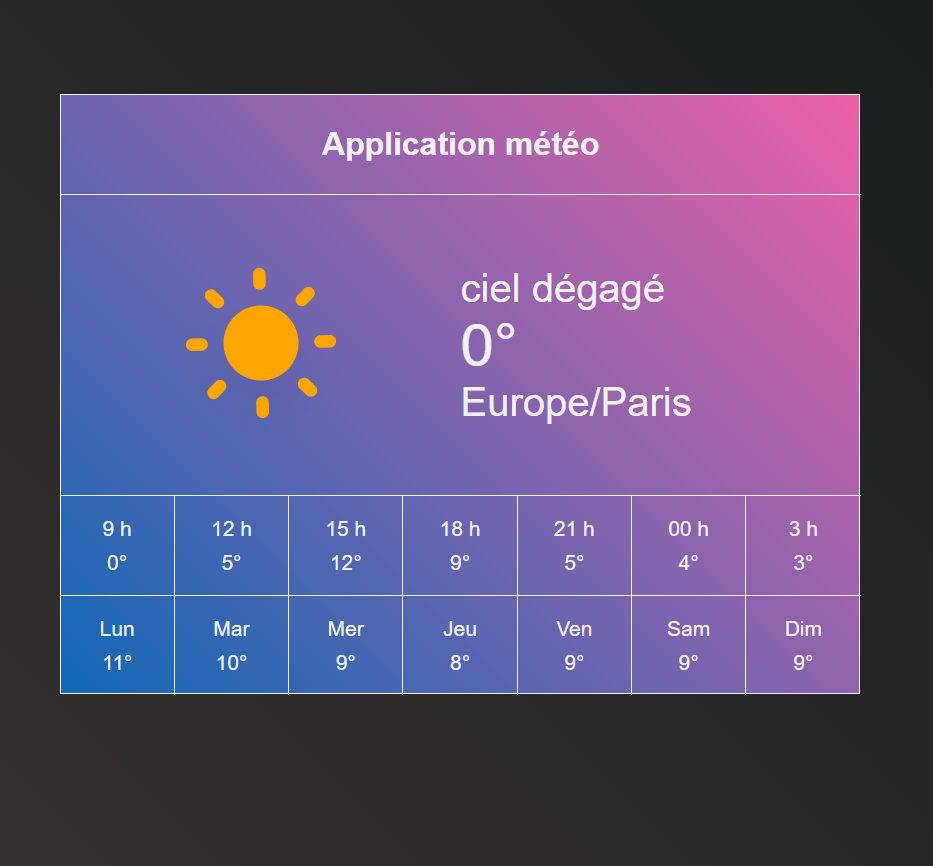 Application météo
ciel dégagé
0°
Europe/Paris
9 h 12 h 15 h 18 h 21 h 00 h 3 h
0° 5° 12° 9° 5° 4° 3°
Lun Mar Mer Jeu Ven Sam Dim
11° 10° 9° 8° 9° 9° 9°